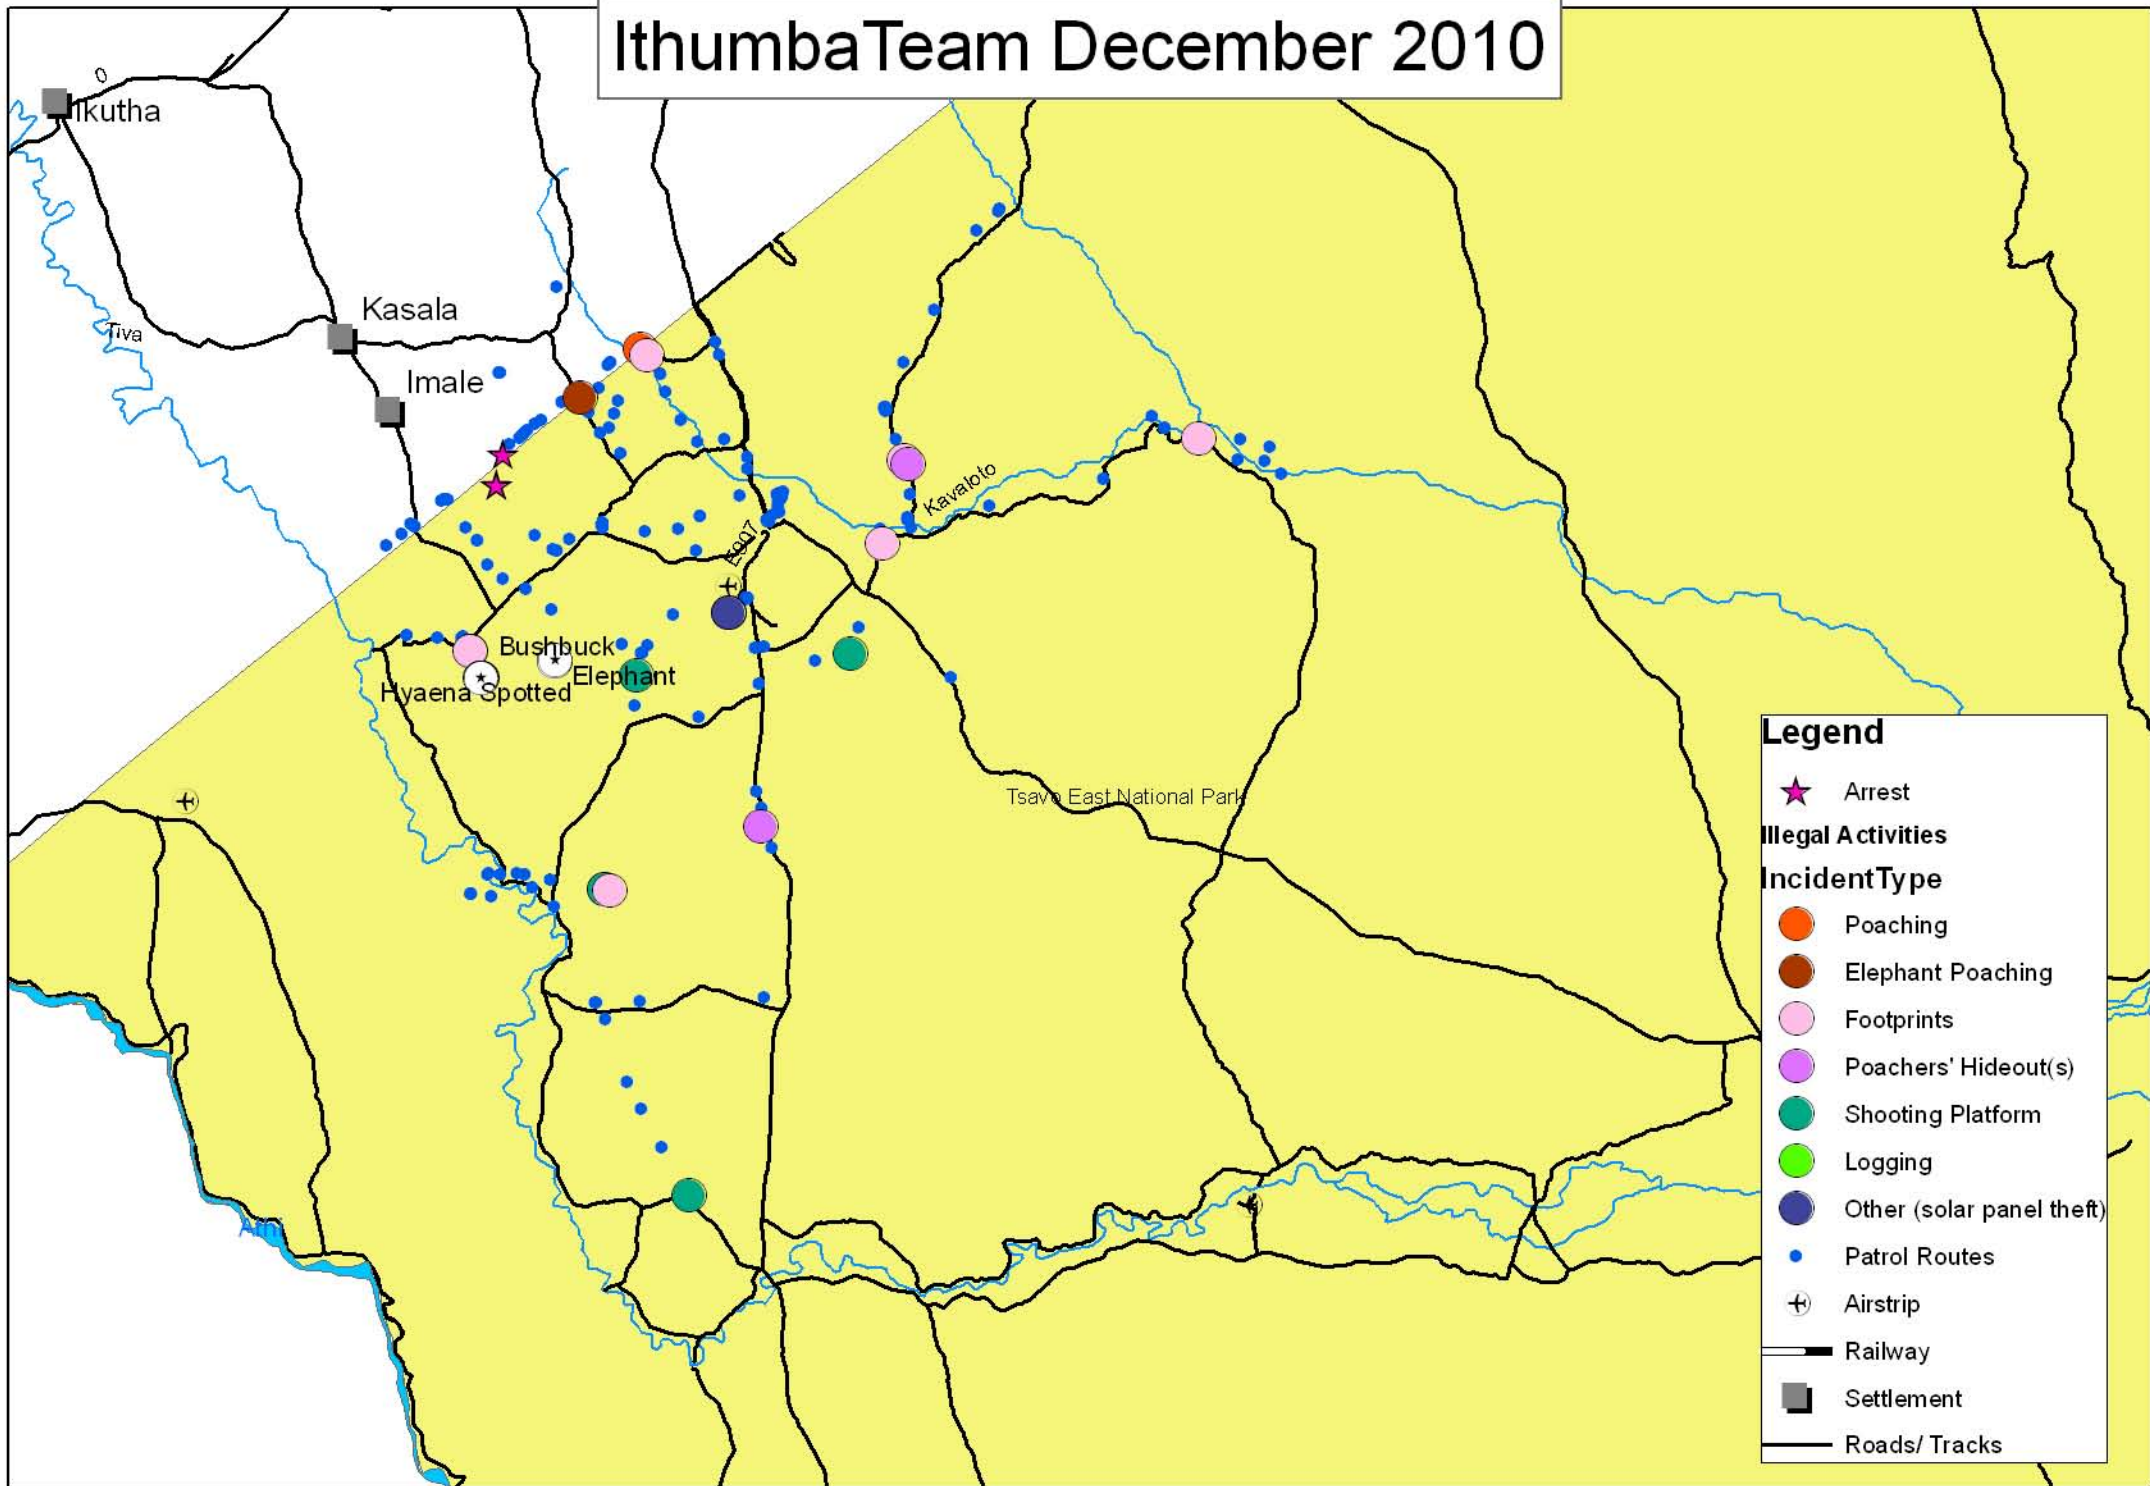 IthumbaTeam December 2010
0
Ikutha
Kasala
Tiva
Imale
Kavaloto
E907
Bushbuck
Elephant
Hyaena Spotted
Tsavo East National Park
Legend
Arrest
Illegal Activities
IncidentType
Poaching
Elephant Poaching
Footprints
Poachers' Hideout(s)
Shooting Platform
Logging
Other (solar panel theft)
Patrol Routes
Airstrip
Railway
Settlement
Roads/ Tracks